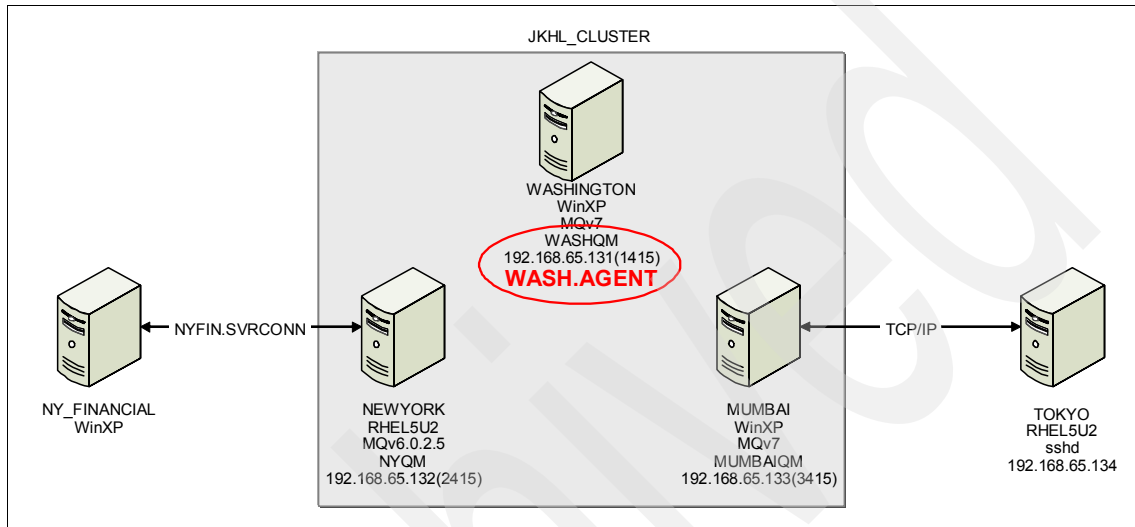 JKHL_CLUSTER
WASHINGTON
WinXP
MQv7
WASHQM
192.168.65.131(1415)
WASH.AGENT
NYFIN.SVRCONN
TCP/IP
NY_FINANCIAL
WinXP
NEWYORK
RHEL5U2
MQv6.0.2.5
NYQM
192.168.65.132(2415)
MUMBAI
WinXP
MQv7
MUMBAIQM
192.168.65.133(3415)
TOKYO
RHEL5U2
sshd
192.168.65.134